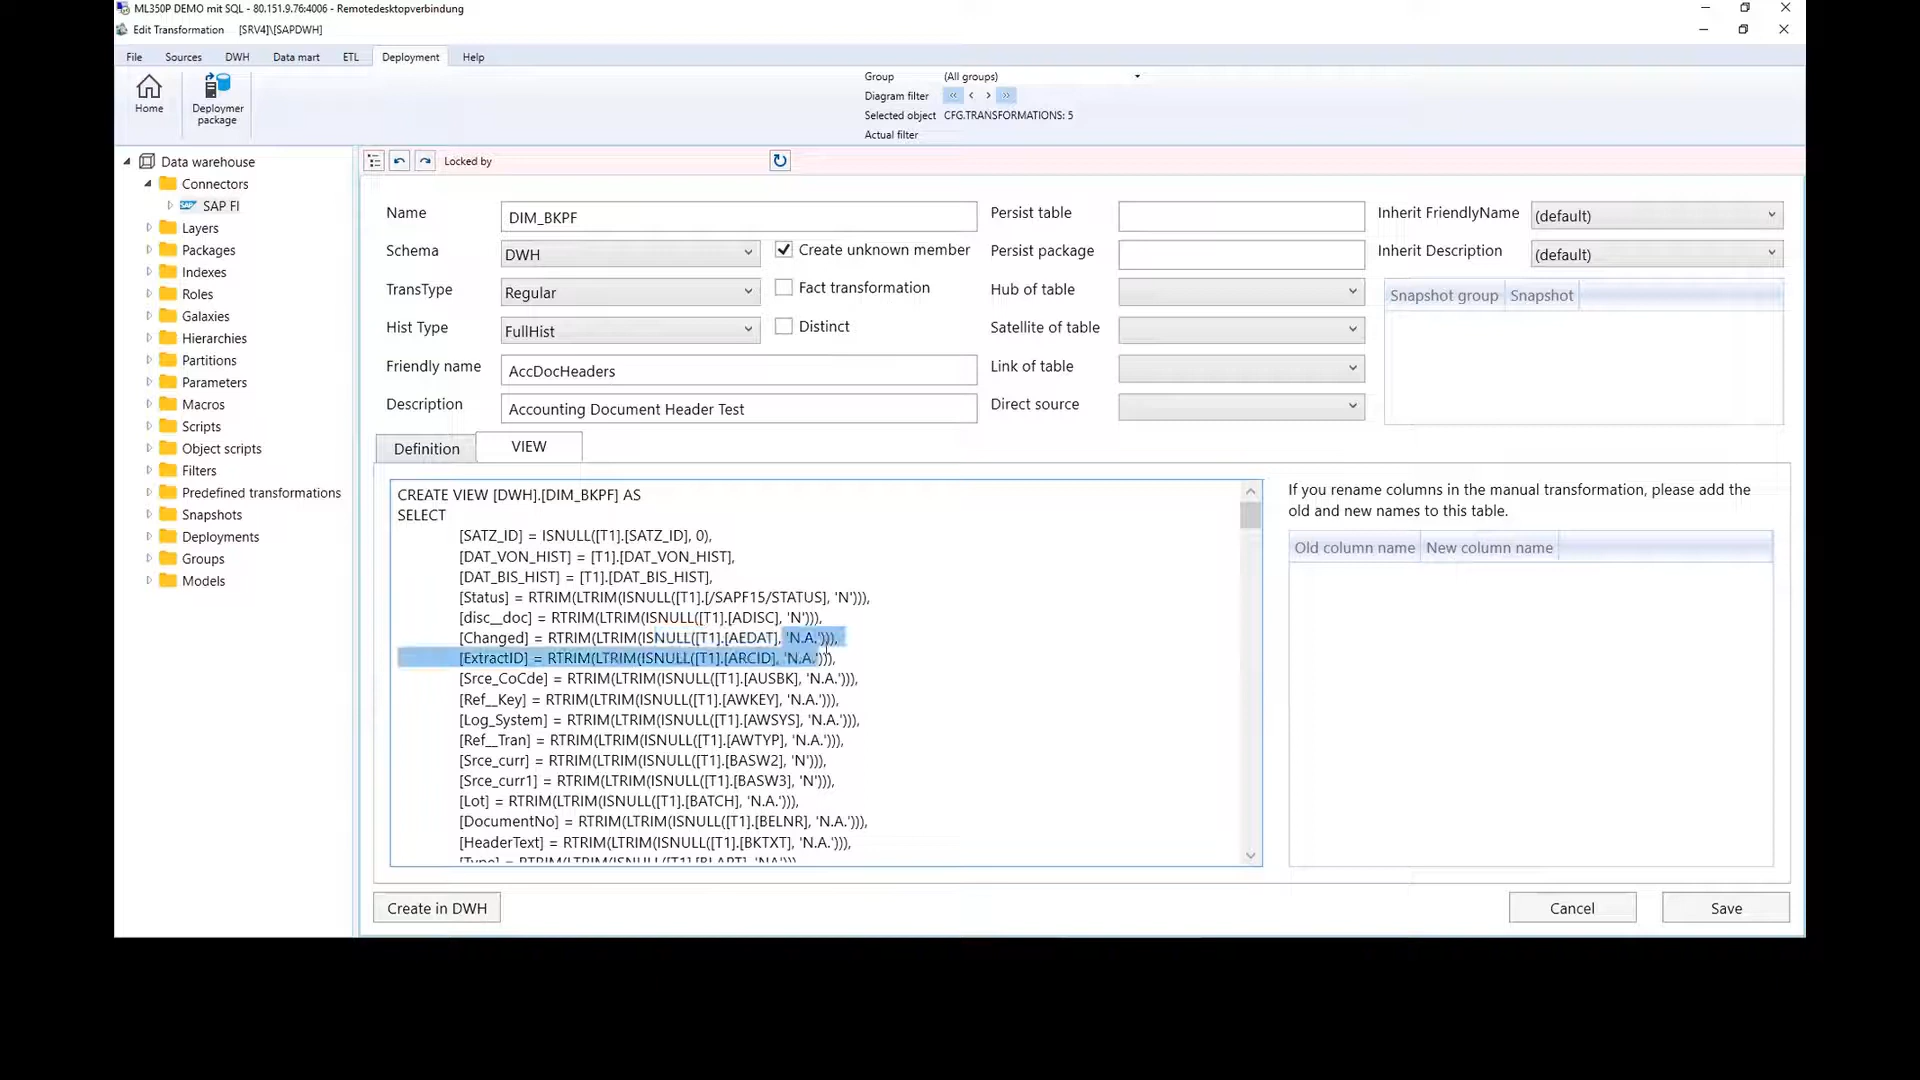 ML350P DEMO mit SQL - 80.151.9.76:4006 - Remotedesktopverbindung
Edit Transformation [SRV4]\[SAPDWH]
File Sources DWH Data mart ETL Deployment Help
Home
Deploymer package
Group (All groups)
Diagram filter « < > »
Selected object CFG.TRANSFORMATIONS: 5
Actual filter
Data warehouse
Connectors
SAP FI
Layers
Packages
Indexes
Roles
Galaxies
Hierarchies
Partitions
Parameters
Macros
Scripts
Object scripts
Filters
Predefined transformations
Snapshots
Deployments
Groups
Models
Locked by
Name DIM_BKPF
Schema DWH
TransType Regular
Hist Type FullHist
Friendly name AccDocHeaders
Description Accounting Document Header Test
Create unknown member
Fact transformation
Distinct
Persist table
Persist package
Hub of table
Satellite of table
Link of table
Direct source
Inherit FriendlyName (default)
Inherit Description (default)
Snapshot group Snapshot
Definition VIEW
CREATE VIEW [DWH].[DIM_BKPF] AS
SELECT
[SATZ_ID] = ISNULL([T1].[SATZ_ID], 0),
[DAT_VON_HIST] = [T1].[DAT_VON_HIST],
[DAT_BIS_HIST] = [T1].[DAT_BIS_HIST],
[Status] = RTRIM(LTRIM(ISNULL([T1].[/SAPF15/STATUS], 'N'))),
[disc__doc] = RTRIM(LTRIM(ISNULL([T1].[ADISC], 'N'))),
[Changed] = RTRIM(LTRIM(ISNULL([T1].[AEDAT], 'N.A.'))),
[ExtractID] = RTRIM(LTRIM(ISNULL([T1].[ARCID], 'N.A.'))),
[Srce_CoCde] = RTRIM(LTRIM(ISNULL([T1].[AUSBK], 'N.A.'))),
[Ref__Key] = RTRIM(LTRIM(ISNULL([T1].[AWKEY], 'N.A.'))),
[Log_System] = RTRIM(LTRIM(ISNULL([T1].[AWSYS], 'N.A.'))),
[Ref__Tran] = RTRIM(LTRIM(ISNULL([T1].[AWTYP], 'N.A.'))),
[Srce_curr] = RTRIM(LTRIM(ISNULL([T1].[BASW2], 'N'))),
[Srce_curr1] = RTRIM(LTRIM(ISNULL([T1].[BASW3], 'N'))),
[Lot] = RTRIM(LTRIM(ISNULL([T1].[BATCH], 'N.A.'))),
[DocumentNo] = RTRIM(LTRIM(ISNULL([T1].[BELNR], 'N.A.'))),
[HeaderText] = RTRIM(LTRIM(ISNULL([T1].[BKTXT], 'N.A.'))),
[Type] = RTRIM(LTRIM(ISNULL([T1].[BLART], 'NA'))),
If you rename columns in the manual transformation, please add the
old and new names to this table.
Old column name New column name
Create in DWH
Cancel
Save